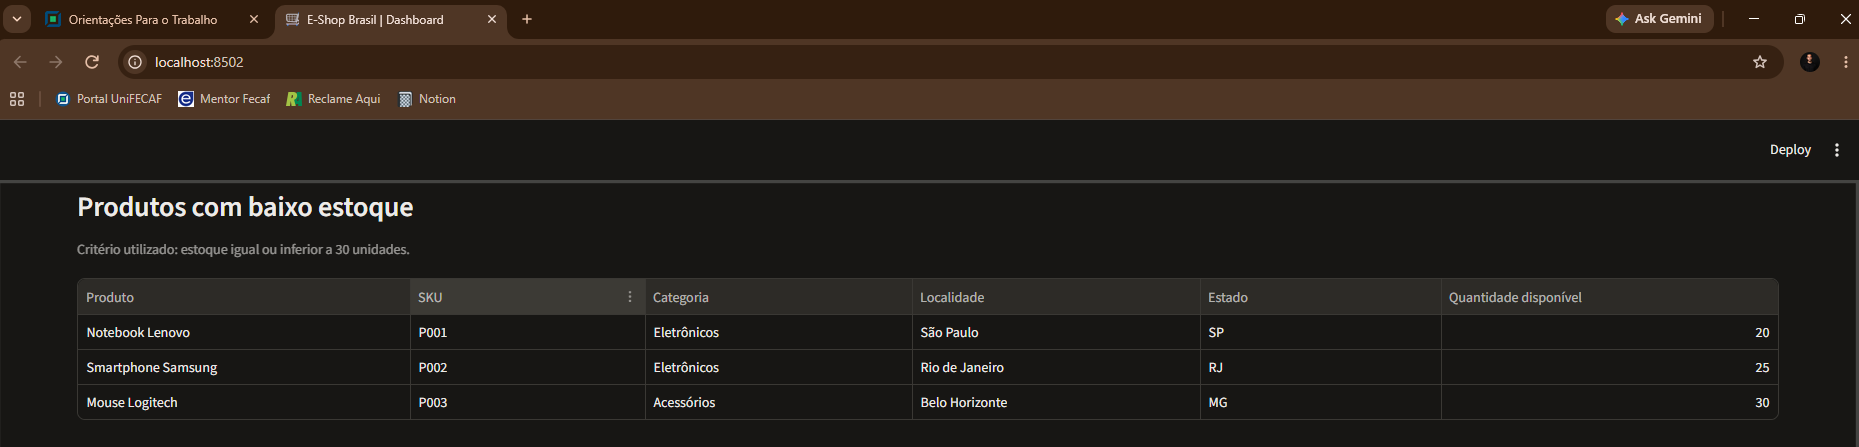 Orientações Para o Trabalho
E-Shop Brasil | Dashboard
Ask Gemini
localhost:8502
Portal UniFECAF
Mentor Fecaf
Reclame Aqui
Notion
Deploy
Produtos com baixo estoque
Critério utilizado: estoque igual ou inferior a 30 unidades.
Produto SKU Categoria Localidade Estado Quantidade disponível
Notebook Lenovo P001 Eletrônicos São Paulo SP 20
Smartphone Samsung P002 Eletrônicos Rio de Janeiro RJ 25
Mouse Logitech P003 Acessórios Belo Horizonte MG 30